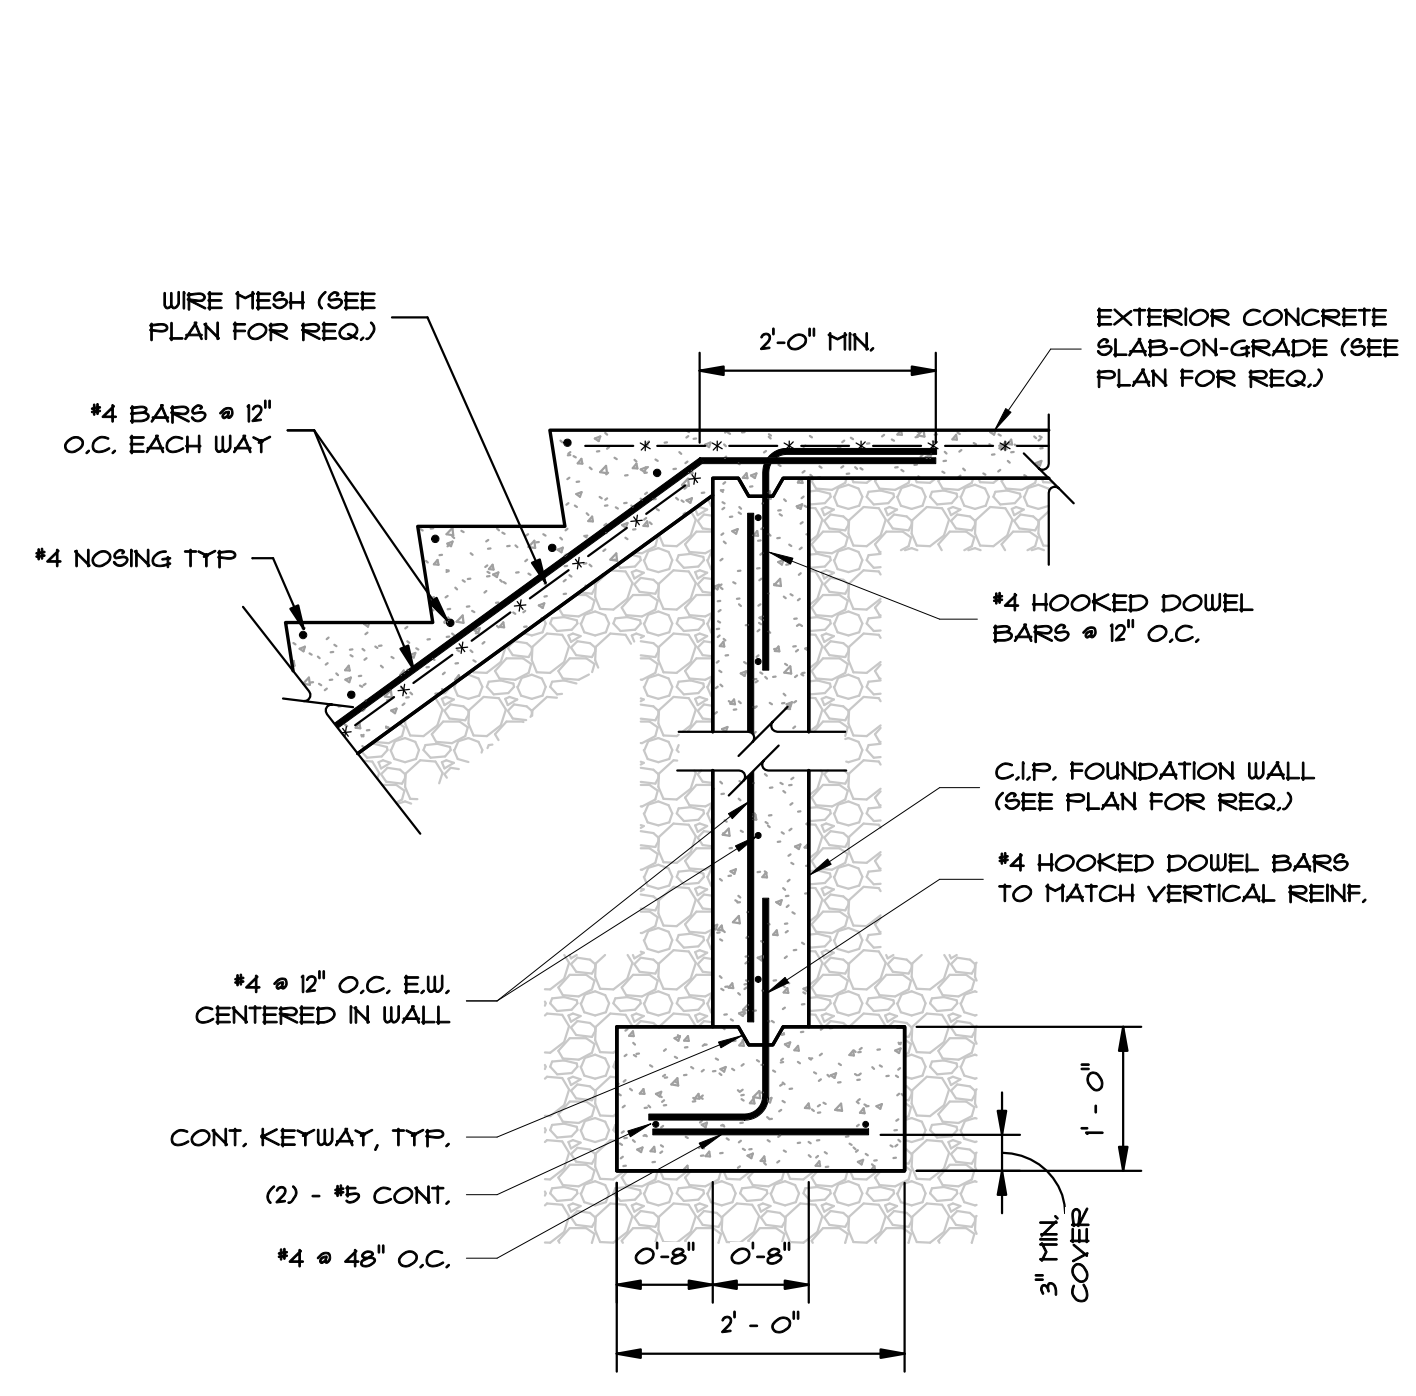 WIRE MESH (SEE
PLAN FOR REQ.)
2'-0" MIN.
EXTERIOR CONCRETE
SLAB-ON-GRADE (SEE
PLAN FOR REQ.)
#4 BARS @ 12"
O.C. EACH WAY
#4 NOSING TYP
#4 HOOKED DOWEL
BARS @ 12" O.C.
C.I.P. FOUNDATION WALL
(SEE PLAN FOR REQ.)
#4 HOOKED DOWEL BARS
TO MATCH VERTICAL REINF.
#4 @ 12" O.C. E.W.
CENTERED IN WALL
1' - 0"
CONT. KEYWAY, TYP.
(2) - #5 CONT.
#4 @ 48" O.C.
3" MIN.
COVER
0'-8" 0'-8"
2' - 0"